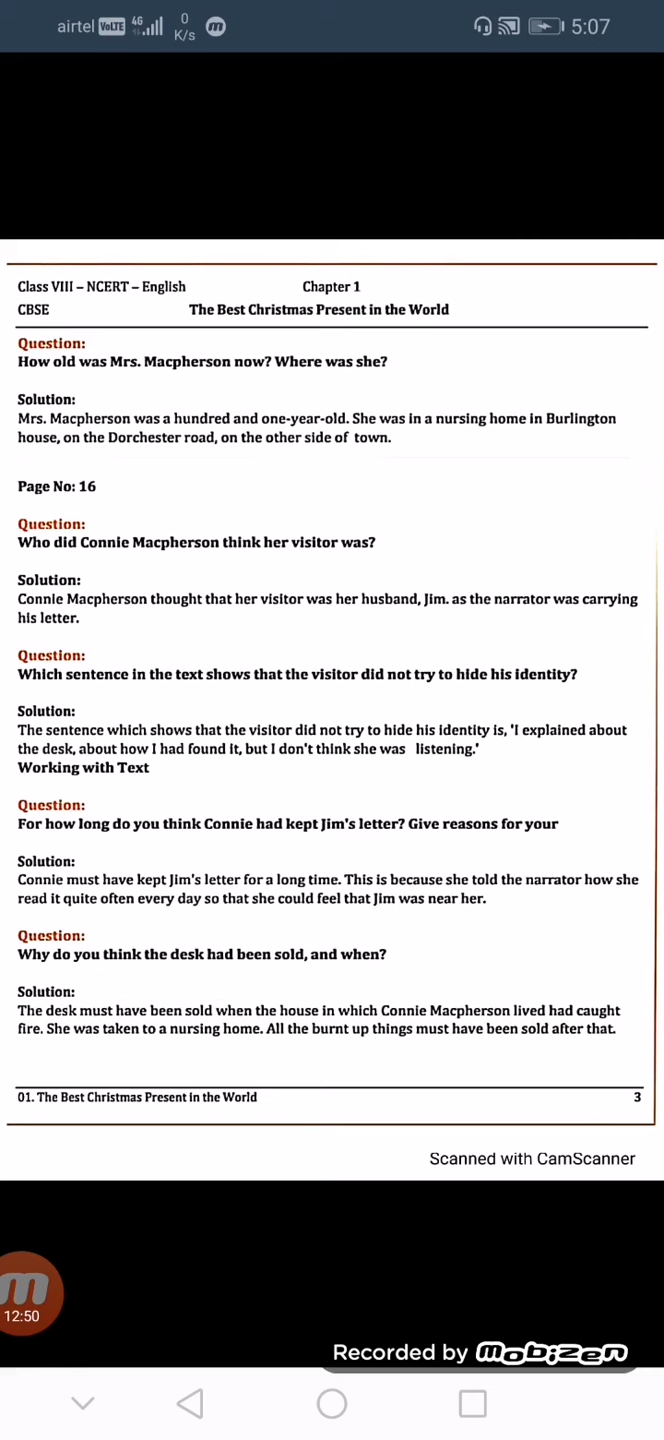 airtel VoLTE 4G 0 K/s m 5:07
Class VIII – NCERT – English Chapter 1
CBSE The Best Christmas Present in the World
Question:
How old was Mrs. Macpherson now? Where was she?
Solution:
Mrs. Macpherson was a hundred and one-year-old. She was in a nursing home in Burlington
house, on the Dorchester road, on the other side of town.
Page No: 16
Question:
Who did Connie Macpherson think her visitor was?
Solution:
Connie Macpherson thought that her visitor was her husband, Jim. as the narrator was carrying
his letter.
Question:
Which sentence in the text shows that the visitor did not try to hide his identity?
Solution:
The sentence which shows that the visitor did not try to hide his identity is, 'I explained about
the desk, about how I had found it, but I don't think she was listening.'
Working with Text
Question:
For how long do you think Connie had kept Jim's letter? Give reasons for your
Solution:
Connie must have kept Jim's letter for a long time. This is because she told the narrator how she
read it quite often every day so that she could feel that Jim was near her.
Question:
Why do you think the desk had been sold, and when?
Solution:
The desk must have been sold when the house in which Connie Macpherson lived had caught
fire. She was taken to a nursing home. All the burnt up things must have been sold after that.
01. The Best Christmas Present in the World 3
Scanned with CamScanner
m
12:50
Recorded by mobizen